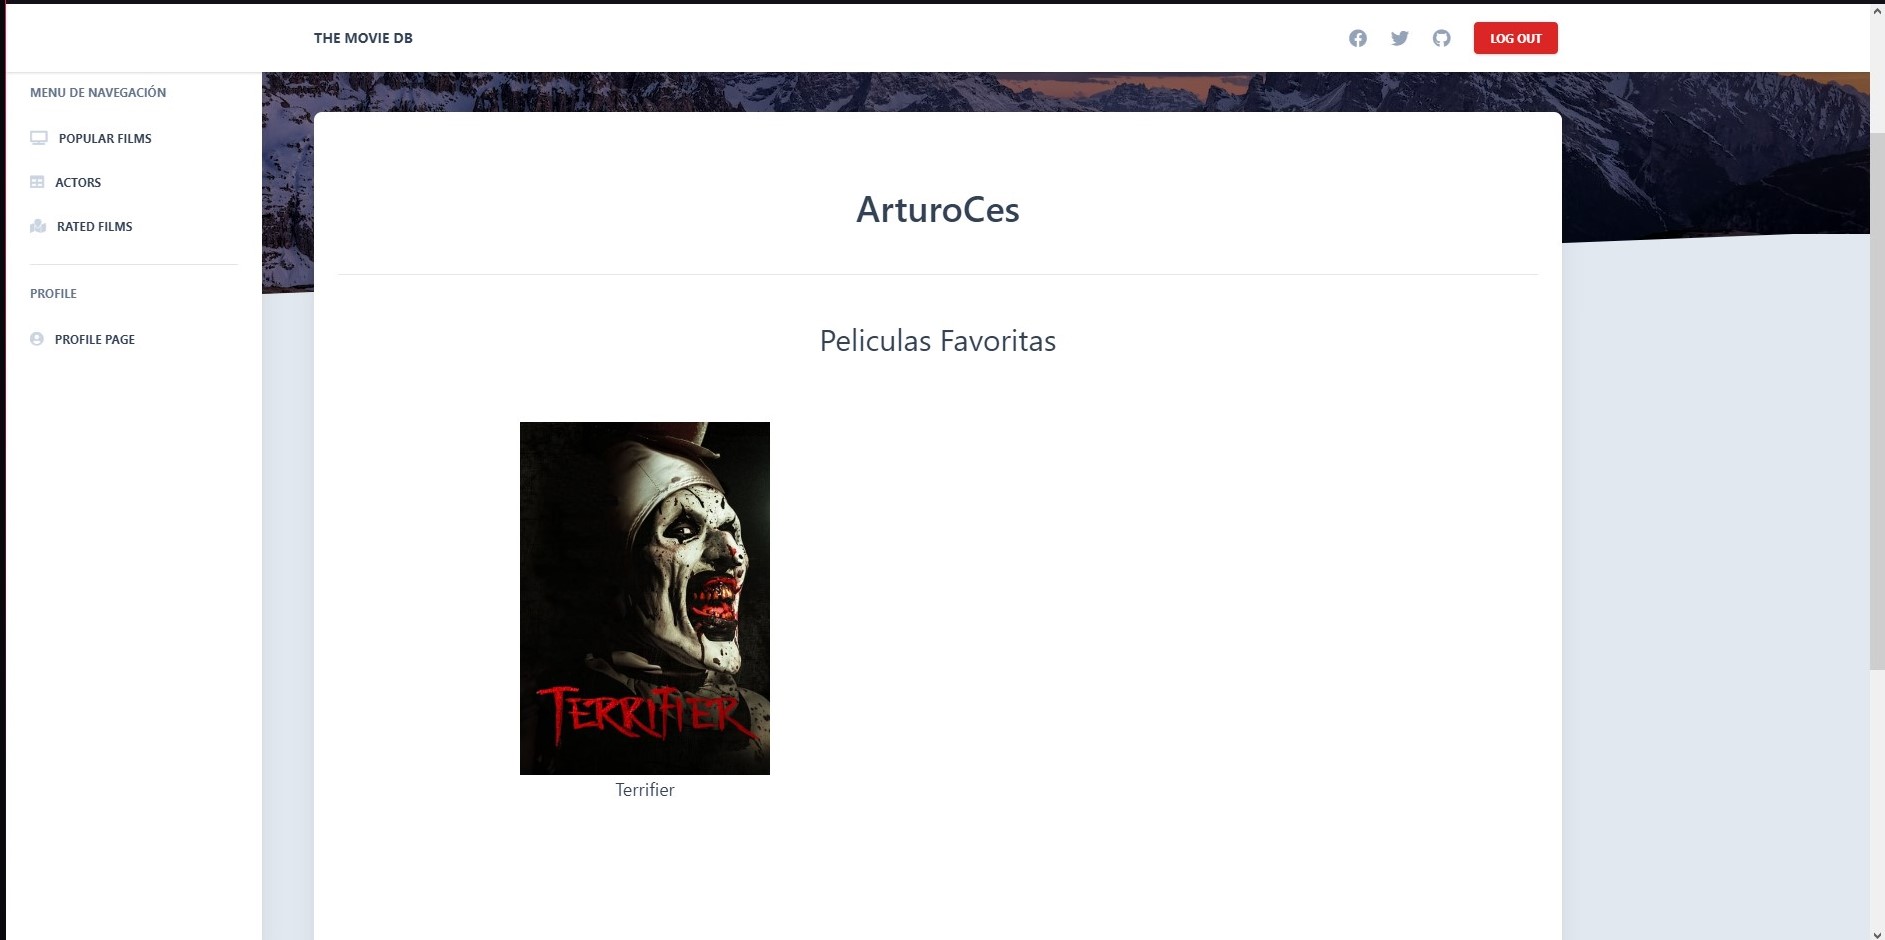 THE MOVIE DB
LOG OUT
MENU DE NAVEGACIÓN
POPULAR FILMS
ACTORS
RATED FILMS
PROFILE
PROFILE PAGE
ArturoCes
Peliculas Favoritas
TERRIFIER
Terrifier